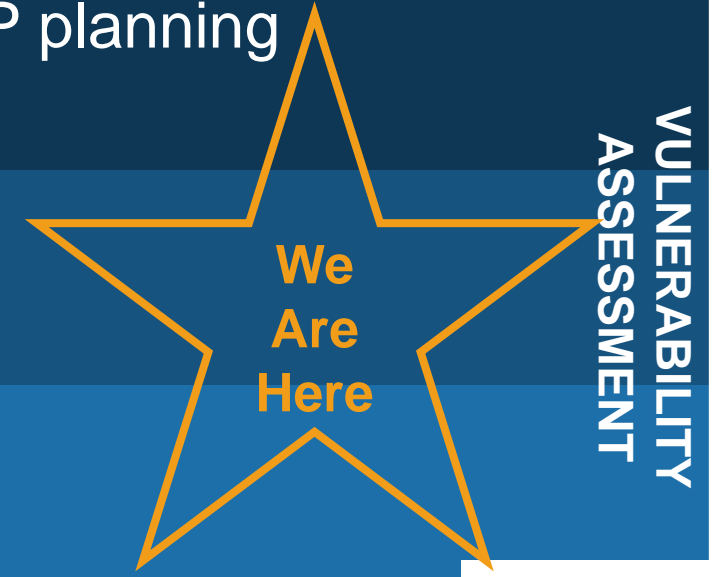 P planning
We
Are
Here
VULNERABILITY
ASSESSMENT